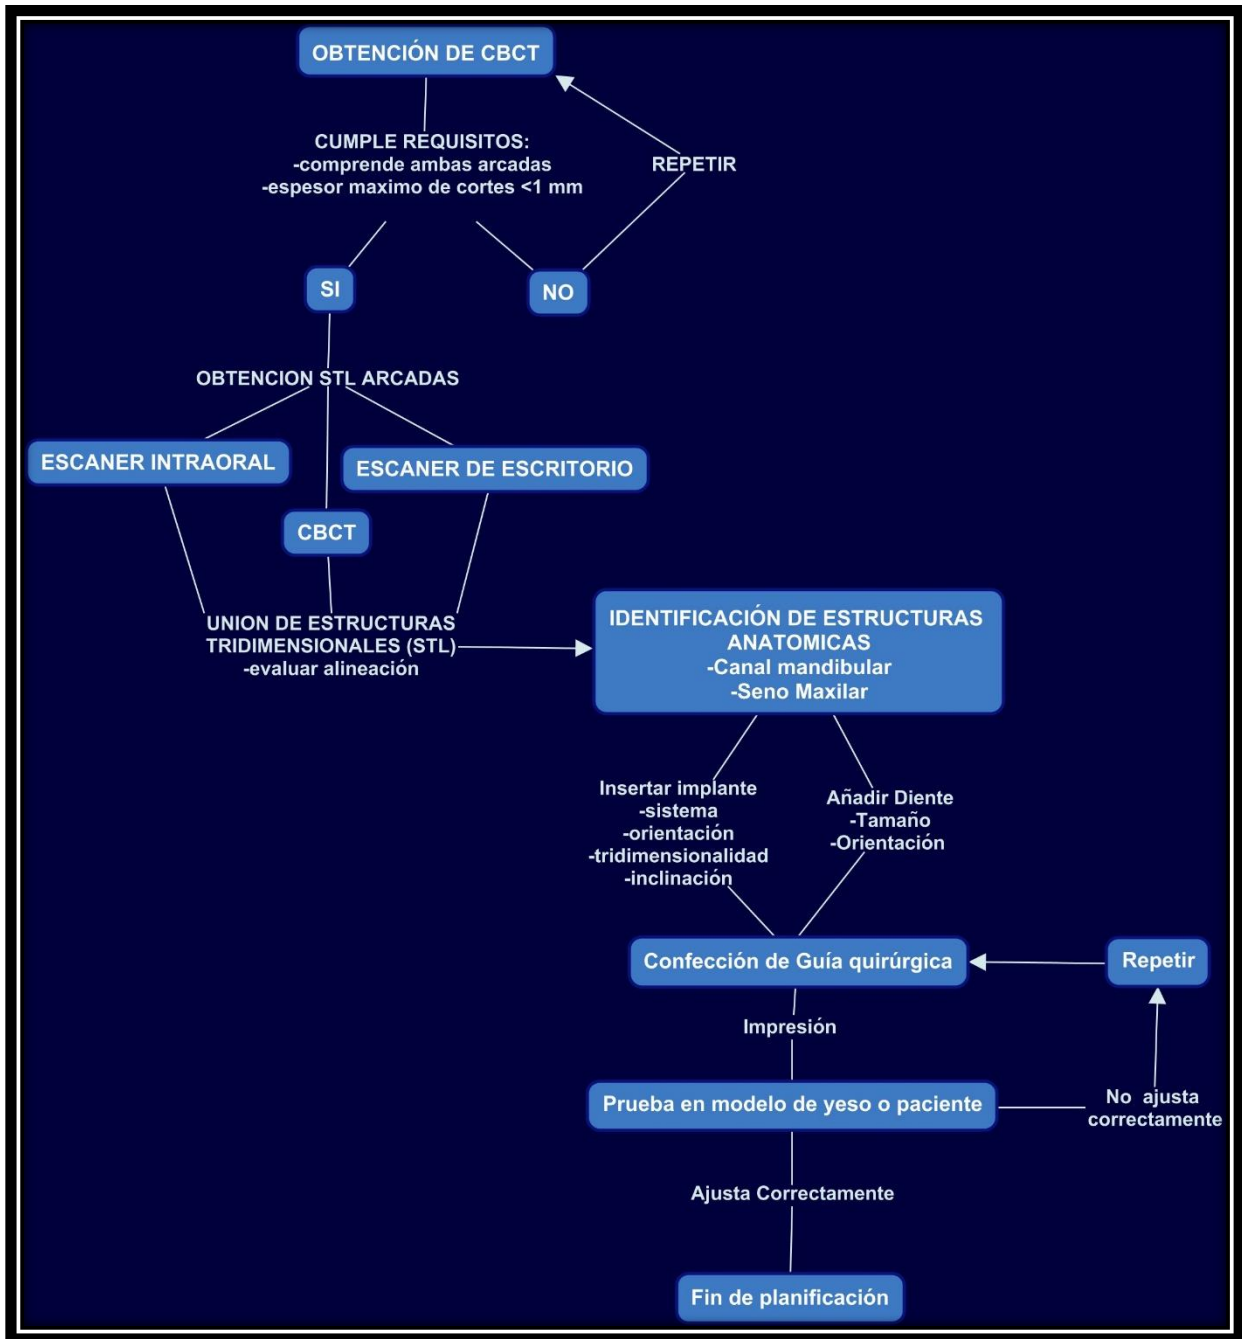 OBTENCIÓN DE CBCT
CUMPLE REQUISITOS:
-comprende ambas arcadas
-espesor maximo de cortes <1 mm
REPETIR
SI
NO
OBTENCION STL ARCADAS
ESCANER INTRAORAL
ESCANER DE ESCRITORIO
CBCT
UNION DE ESTRUCTURAS
TRIDIMENSIONALES (STL)
-evaluar alineación
IDENTIFICACIÓN DE ESTRUCTURAS
ANATOMICAS
-Canal mandibular
-Seno Maxilar
Insertar implante
-sistema
-orientación
-tridimensionalidad
-inclinación
Añadir Diente
-Tamaño
-Orientación
Confección de Guía quirúrgica
Repetir
Impresión
Prueba en modelo de yeso o paciente
No ajusta
correctamente
Ajusta Correctamente
Fin de planificación